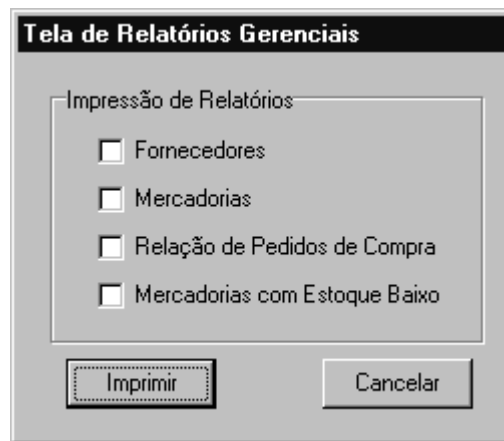 Tela de Relatórios Gerenciais
Impressão de Relatórios
Fornecedores
Mercadorias
Relação de Pedidos de Compra
Mercadorias com Estoque Baixo
Imprimir
Cancelar